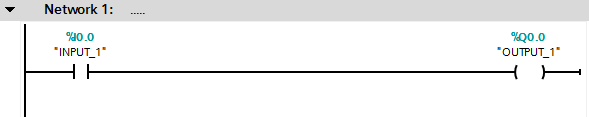 Network 1: .....
%I0.0
"INPUT_1"
%Q0.0
"OUTPUT_1"